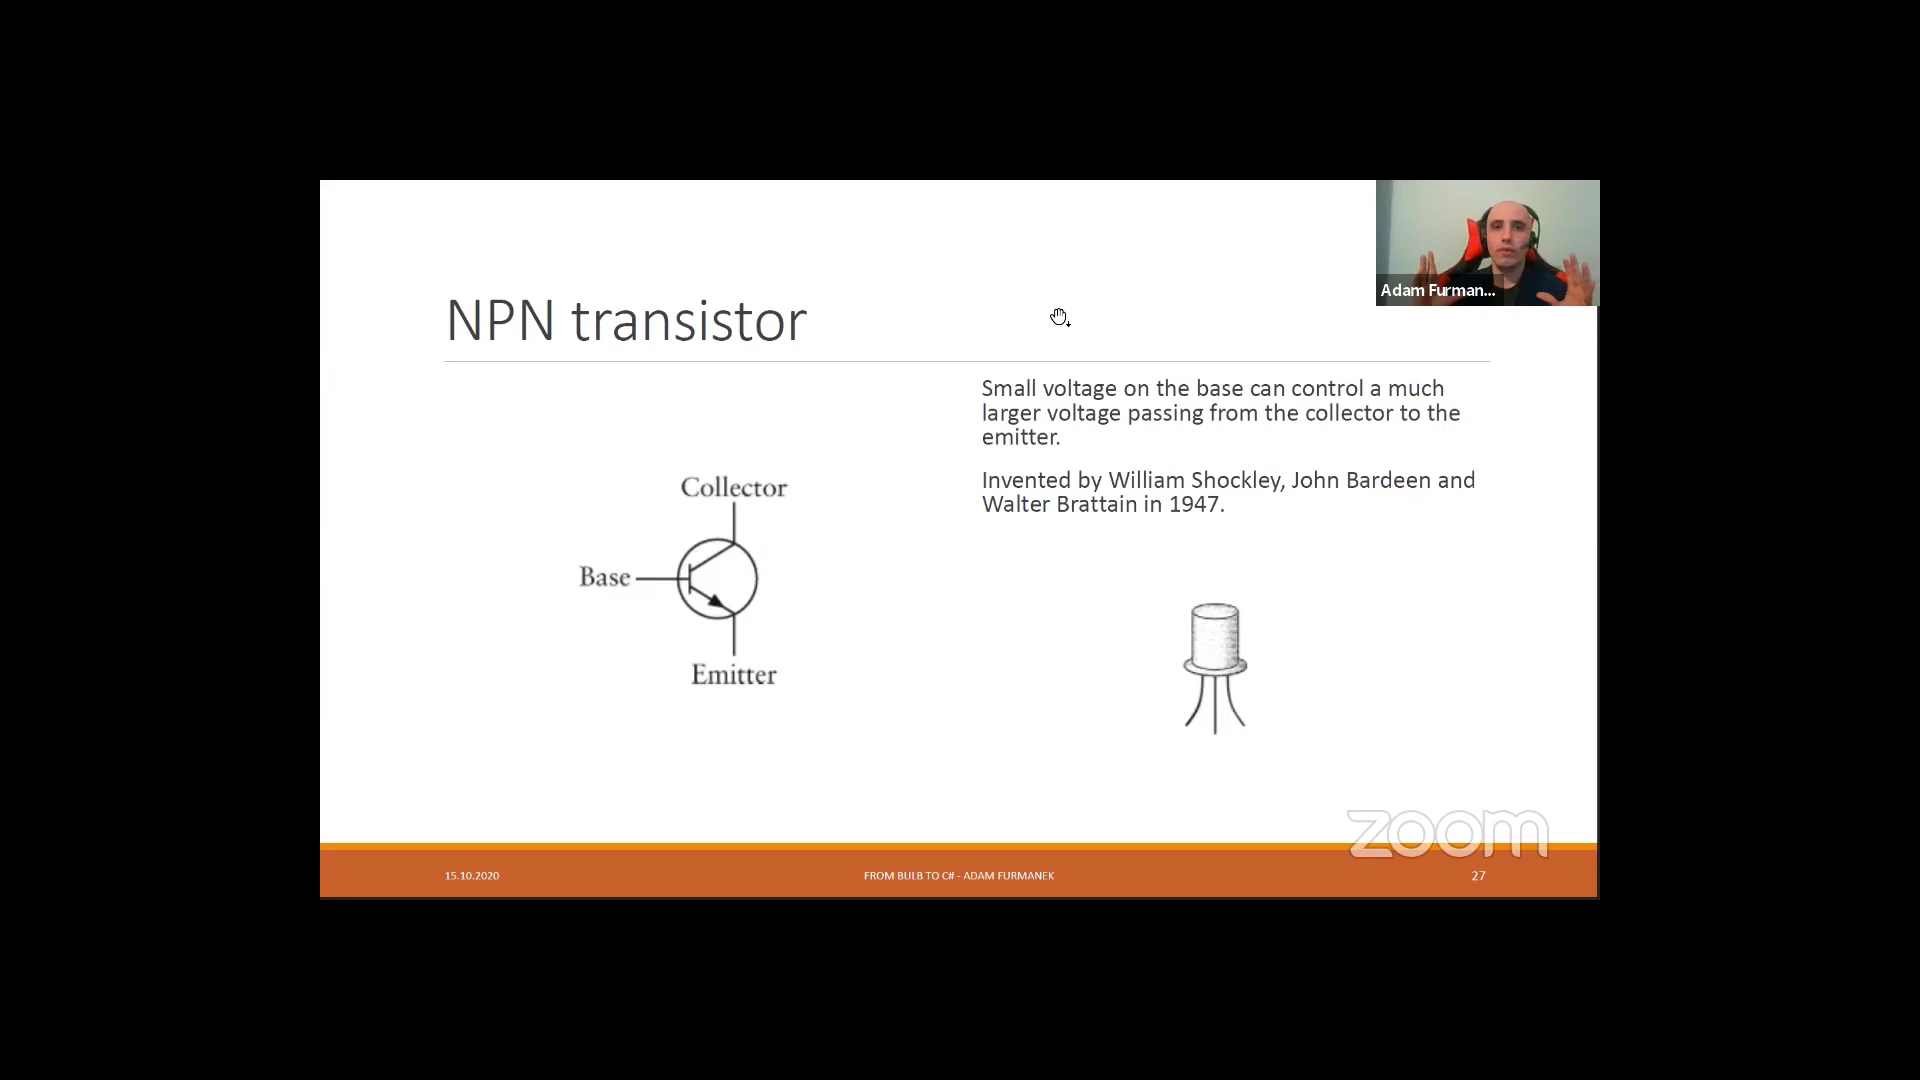 Adam Furman...
NPN transistor
Small voltage on the base can control a much
larger voltage passing from the collector to the
emitter.
Invented by William Shockley, John Bardeen and
Walter Brattain in 1947.
Collector
Base
Emitter
zoom
15.10.2020
FROM BULB TO C# - ADAM FURMANEK
27